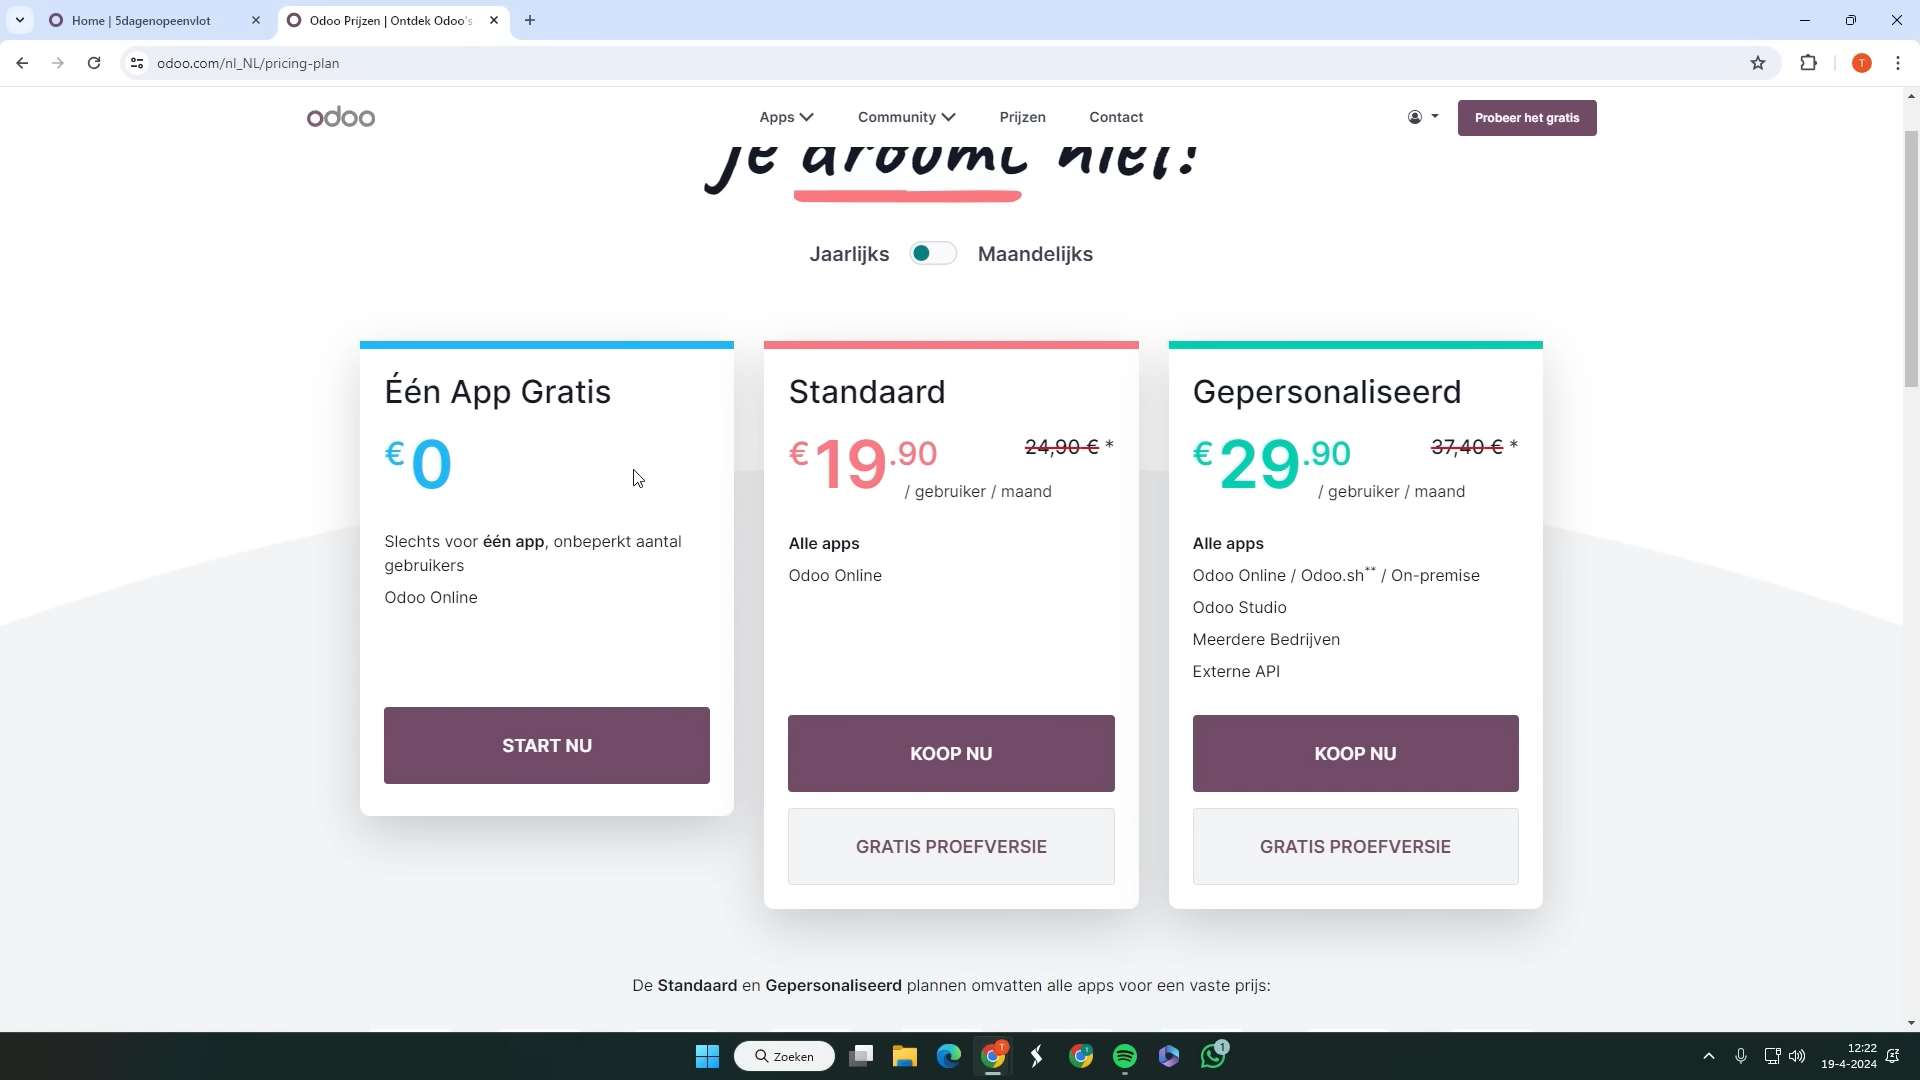 Home | 5dagenopeenvlot
Odoo Prijzen | Ontdek Odoo's
odoo.com/nl_NL/pricing-plan
T
odoo
Apps
Community
Prijzen
Contact
Probeer het gratis
je droomt niet!
Jaarlijks
Maandelijks
Één App Gratis
€ 0
Slechts voor één app, onbeperkt aantal
gebruikers
Odoo Online
START NU
Standaard
€ 19.90
24,90 € *
/ gebruiker / maand
Alle apps
Odoo Online
KOOP NU
GRATIS PROEFVERSIE
Gepersonaliseerd
€ 29.90
37,40 € *
/ gebruiker / maand
Alle apps
Odoo Online / Odoo.sh** / On-premise
Odoo Studio
Meerdere Bedrijven
Externe API
KOOP NU
GRATIS PROEFVERSIE
De Standaard en Gepersonaliseerd plannen omvatten alle apps voor een vaste prijs:
Zoeken
T
1
12:22
19-4-2024